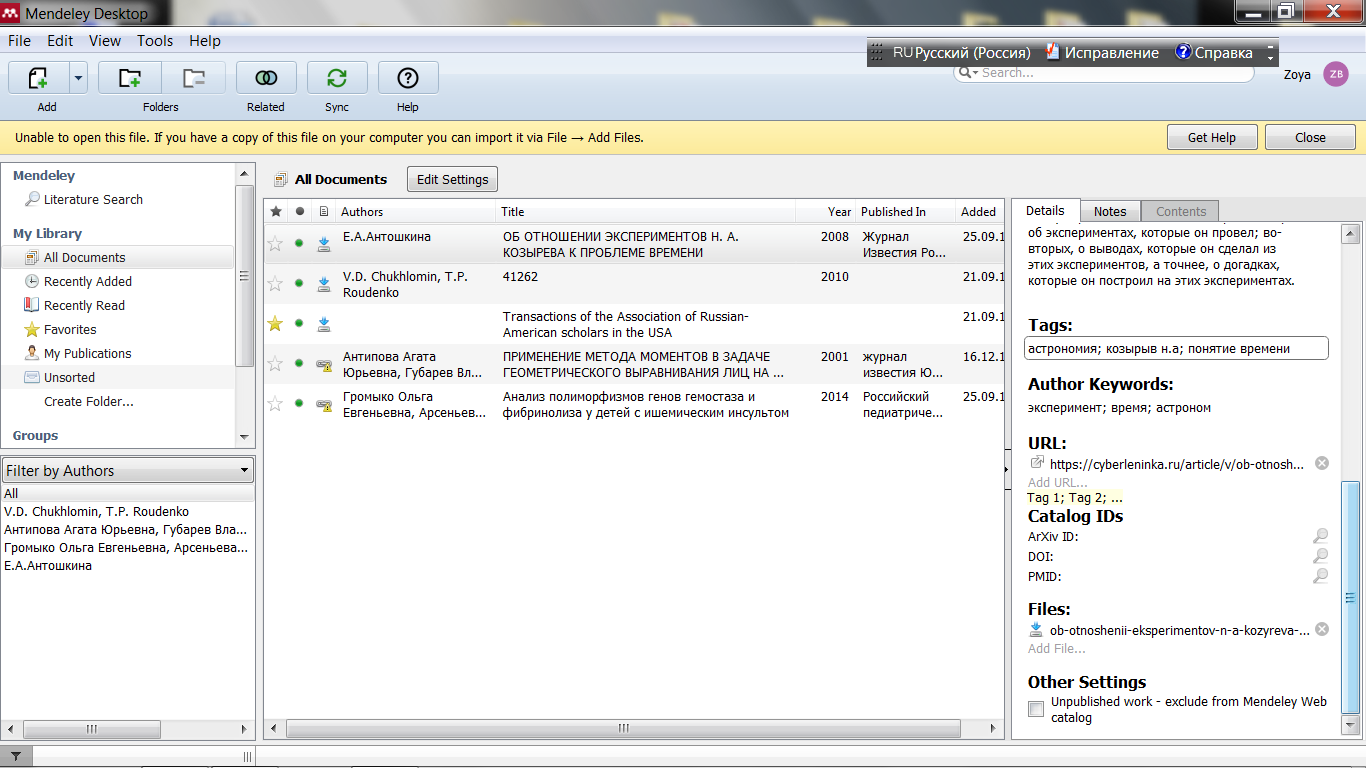 Mendeley Desktop
File Edit View Tools Help
RU Русский (Россия) Исправление Справка
Search...
Zoya ZB
Add Folders Related Sync Help
Unable to open this file. If you have a copy of this file on your computer you can import it via File → Add Files.
Get Help Close
Mendeley
Literature Search
My Library
All Documents
Recently Added
Recently Read
Favorites
My Publications
Unsorted
Create Folder...
Groups
Filter by Authors
All
V.D. Chukhlomin, T.P. Roudenko
Антипова Агата Юрьевна, Губарев Вла...
Громыко Ольга Евгеньевна, Арсеньева...
Е.А.Антошкина
All Documents Edit Settings
Authors Title Year Published In Added
Е.А.Антошкина ОБ ОТНОШЕНИИ ЭКСПЕРИМЕНТОВ Н. А. 2008 Журнал 25.09.1
КОЗЫРЕВА К ПРОБЛЕМЕ ВРЕМЕНИ Известия Ро...
V.D. Chukhlomin, T.P. 41262 2010 21.09.1
Roudenko
Transactions of the Association of Russian- 21.09.1
American scholars in the USA
Антипова Агата ПРИМЕНЕНИЕ МЕТОДА МОМЕНТОВ В ЗАДАЧЕ 2001 журнал 16.12.1
Юрьевна, Губарев Вл... ГЕОМЕТРИЧЕСКОГО ВЫРАВНИВАНИЯ ЛИЦ НА ... известия Ю...
Громыко Ольга Анализ полиморфизмов генов гемостаза и 2014 Российский 25.09.1
Евгеньевна, Арсеньев... фибринолиза у детей с ишемическим инсультом педиатриче...
Details Notes Contents
об экспериментах, которые он провел; во-
вторых, о выводах, которые он сделал из
этих экспериментов, а точнее, о догадках,
которые он построил на этих экспериментах.
Tags:
астрономия; козырыв н.а; понятие времени
Author Keywords:
эксперимент; время; астроном
URL:
https://cyberleninka.ru/article/v/ob-otnosh...
Add URL...
Tag 1; Tag 2; ...
Catalog IDs
ArXiv ID:
DOI:
PMID:
Files:
ob-otnoshenii-eksperimentov-n-a-kozyreva-...
Add File...
Other Settings
Unpublished work - exclude from Mendeley Web
catalog